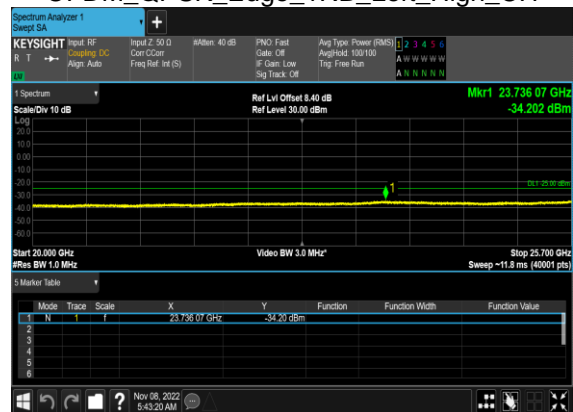 Spectrum Analyzer 1
Swept SA
+
KEYSIGHT
R T
Input: RF
Coupling: DC
Align: Auto
Input Z: 50 Ω
Corr CCorr
Freq Ref: Int (S)
#Atten: 40 dB
PNO: Fast
Gate: Off
IF Gain: Low
Sig Track: Off
Avg Type: Power (RMS)
Avg|Hold: 100/100
Trig: Free Run
1 2 3 4 5 6
A W W W W W
A N N N N N
1 Spectrum
Ref Lvl Offset 8.40 dB
Mkr1 23.736 07 GHz
Scale/Div 10 dB
Ref Level 30.00 dBm
-34.202 dBm
Log
20.0
10.0
0.00
-10.0
-20.0
1
DL1 -25.00 dBm
-30.0
-40.0
-50.0
-60.0
Start 20.000 GHz
Video BW 3.0 MHz*
Stop 25.700 GHz
#Res BW 1.0 MHz
Sweep ~11.8 ms (40001 pts)
5 Marker Table
Mode Trace Scale X Y Function Function Width Function Value
1 N 1 f 23.736 07 GHz -34.20 dBm
2
3
4
5
6
?
Nov 08, 2022
5:43:20 AM